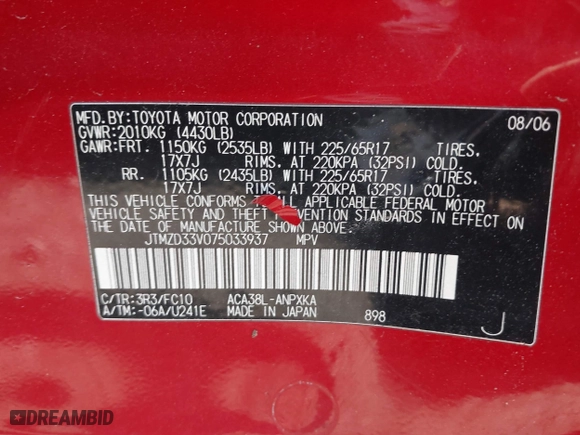 MFD.BY:TOYOTA MOTOR CORPORATION 08/06
GVWR:2010KG (4430LB)
GAWR:FRT. 1150KG (2535LB) WITH 225/65R17 TIRES,
17X7J RIMS, AT 220KPA (32PSI) COLD.
RR. 1105KG (2435LB) WITH 225/65R17 TIRES,
17X7J RIMS, AT 220KPA (32PSI) COLD.
THIS VEHICLE CONFORMS ALL APPLICABLE FEDERAL MOTOR
VEHICLE SAFETY AND THEFT PREVENTION STANDARDS IN EFFECT ON
THE DATE OF MANUFACTURE SHOWN ABOVE.
JTMZD33V075033937 MPV
C/TR:3R3/FC10 ACA38L-ANPXKA
A/TM:-06A/U241E MADE IN JAPAN 898 J
DREAMBID